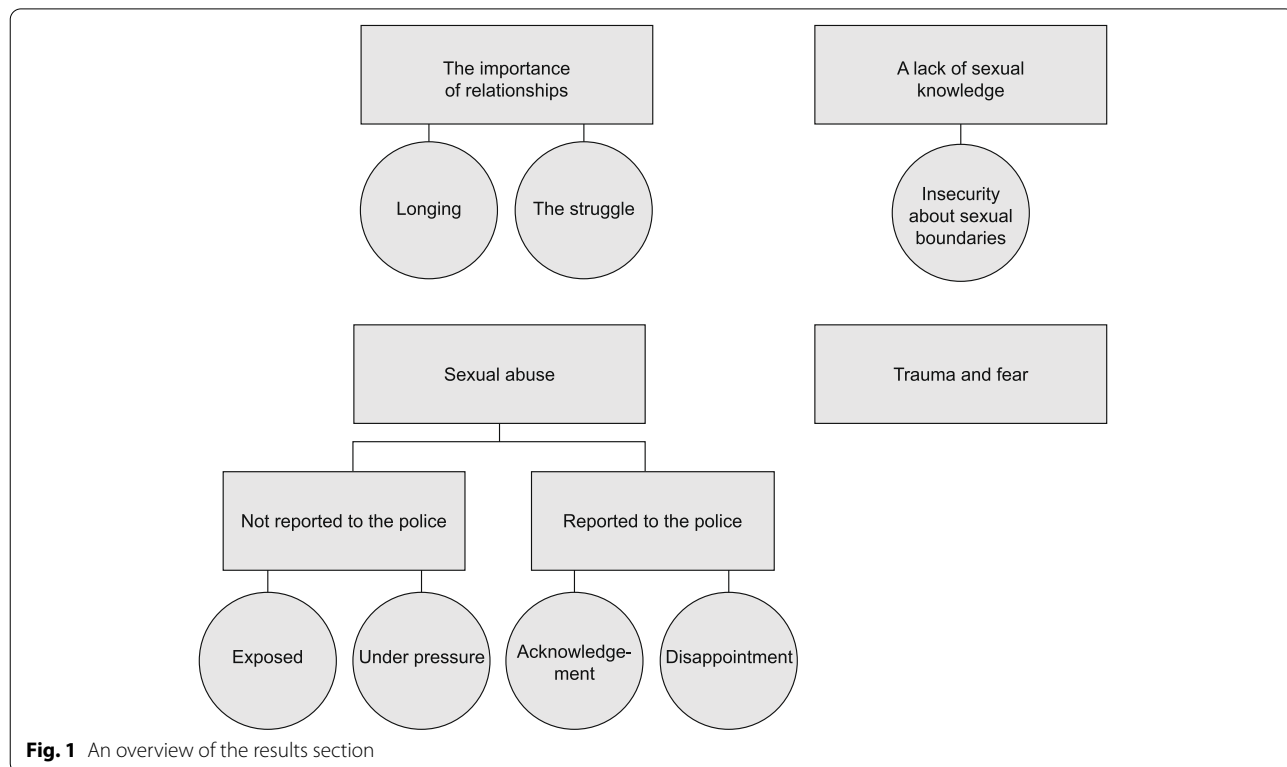 The importance
of relationships
A lack of sexual
knowledge
Longing
The struggle
Insecurity
about sexual
boundaries
Sexual abuse
Trauma and fear
Not reported to the police
Reported to the police
Exposed
Under pressure
Acknowledge-
ment
Disappointment
Fig. 1 An overview of the results section